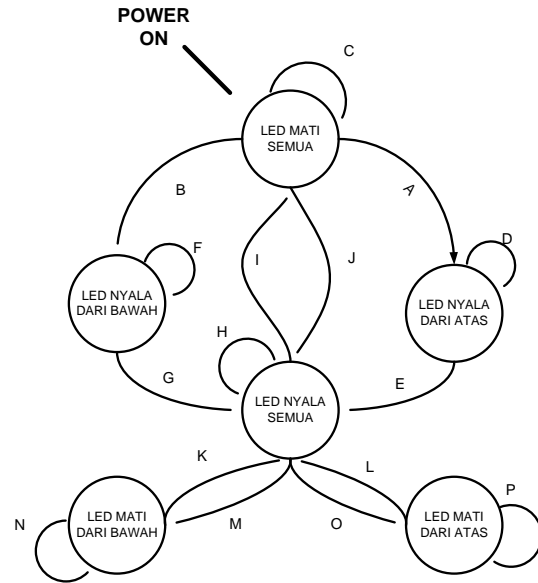 POWER
ON
C
LED MATI
SEMUA
B
A
F
I
J
D
LED NYALA
DARI BAWAH
LED NYALA
DARI ATAS
H
G
E
LED NYALA
SEMUA
K
L
N
LED MATI
DARI BAWAH
M
O
LED MATI
DARI ATAS
P